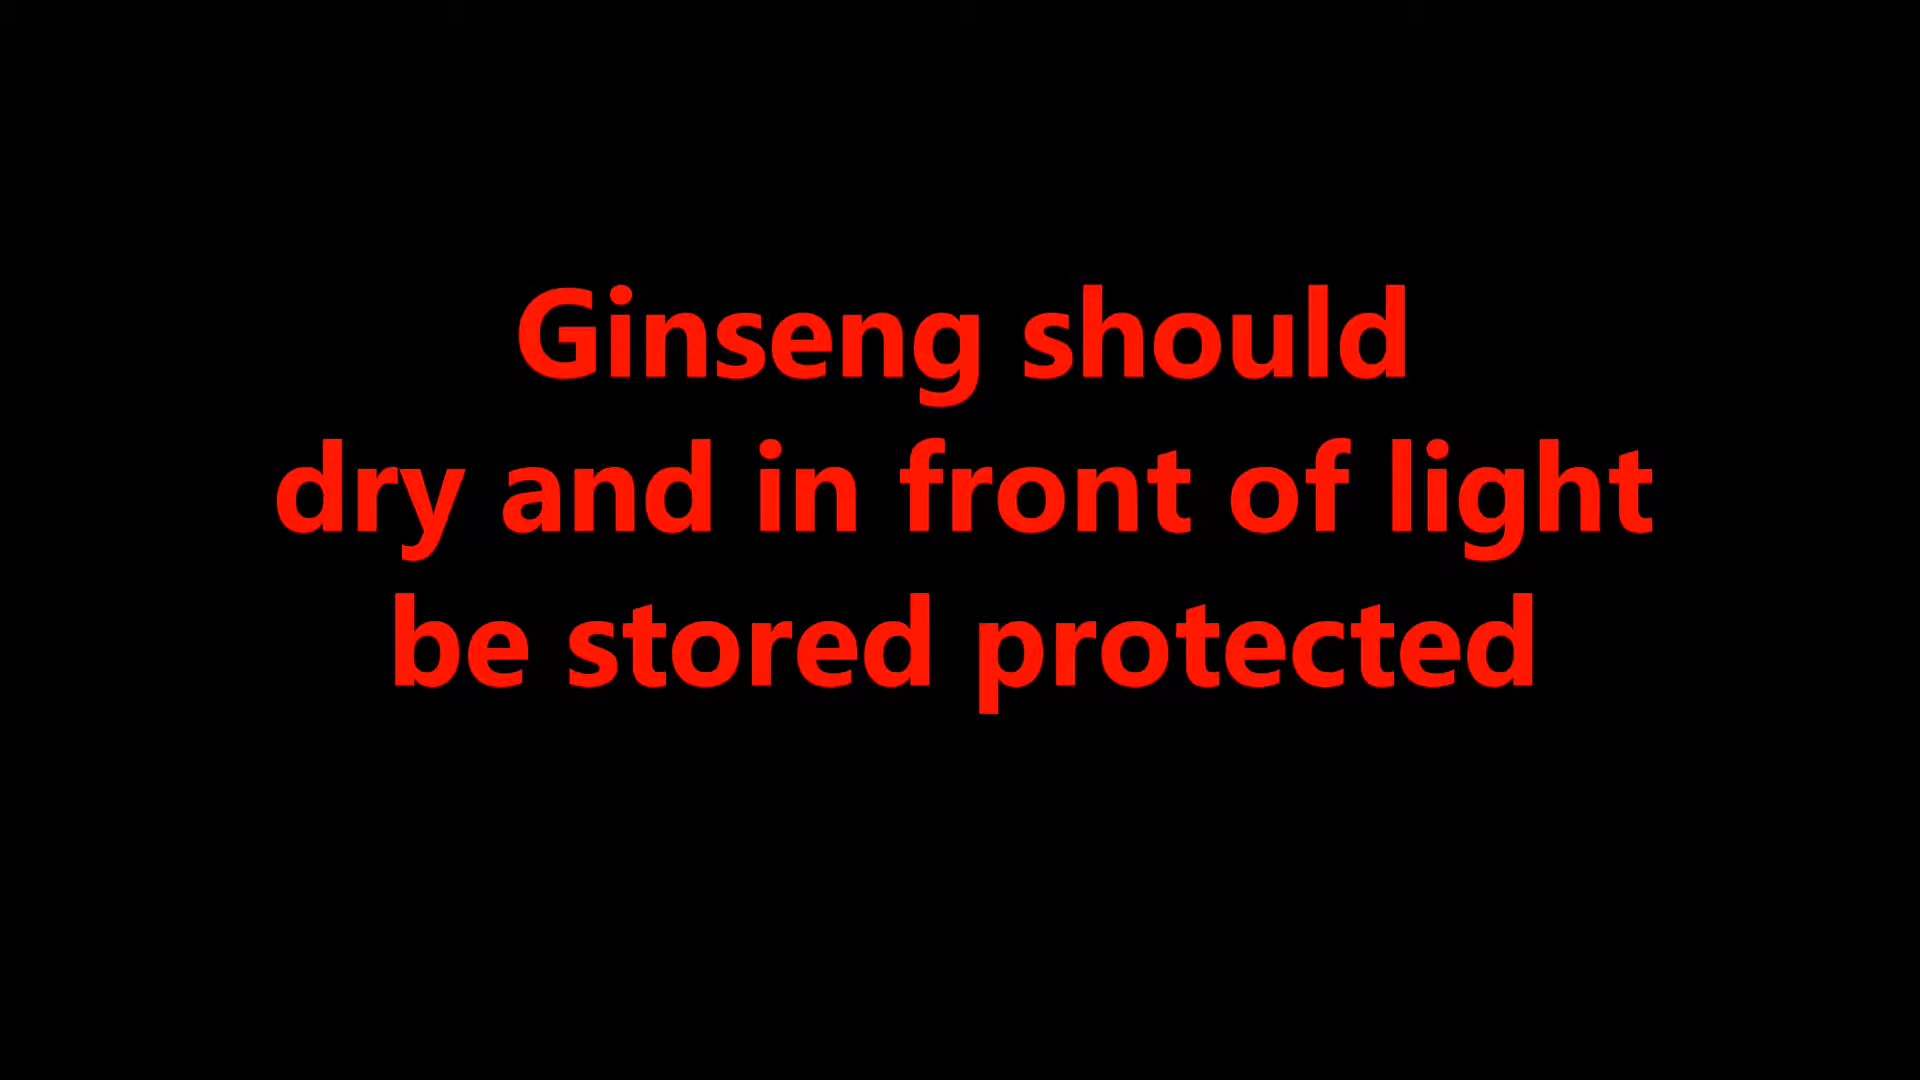 Ginseng should
dry and in front of light
be stored protected